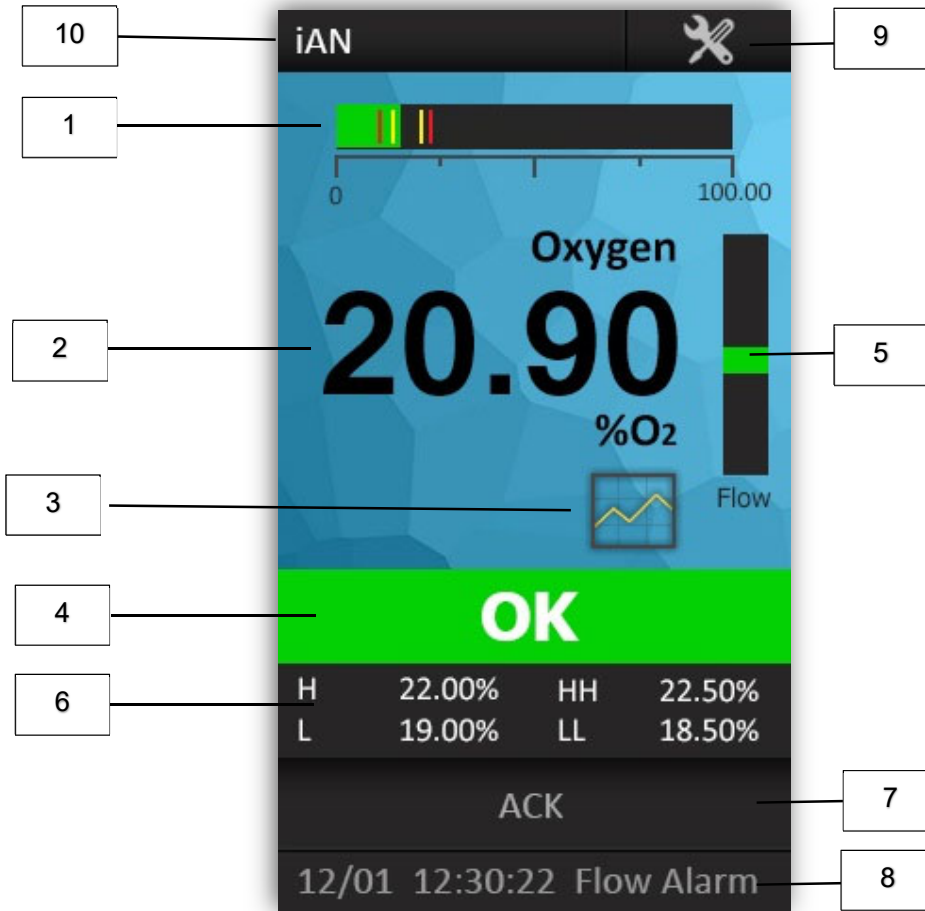 10
iAN
9
1
0
100.00
Oxygen
2
20.90
5
%O₂
3
Flow
4
OK
6
H 22.00% HH 22.50%
L 19.00% LL 18.50%
ACK
7
12/01 12:30:22 Flow Alarm
8